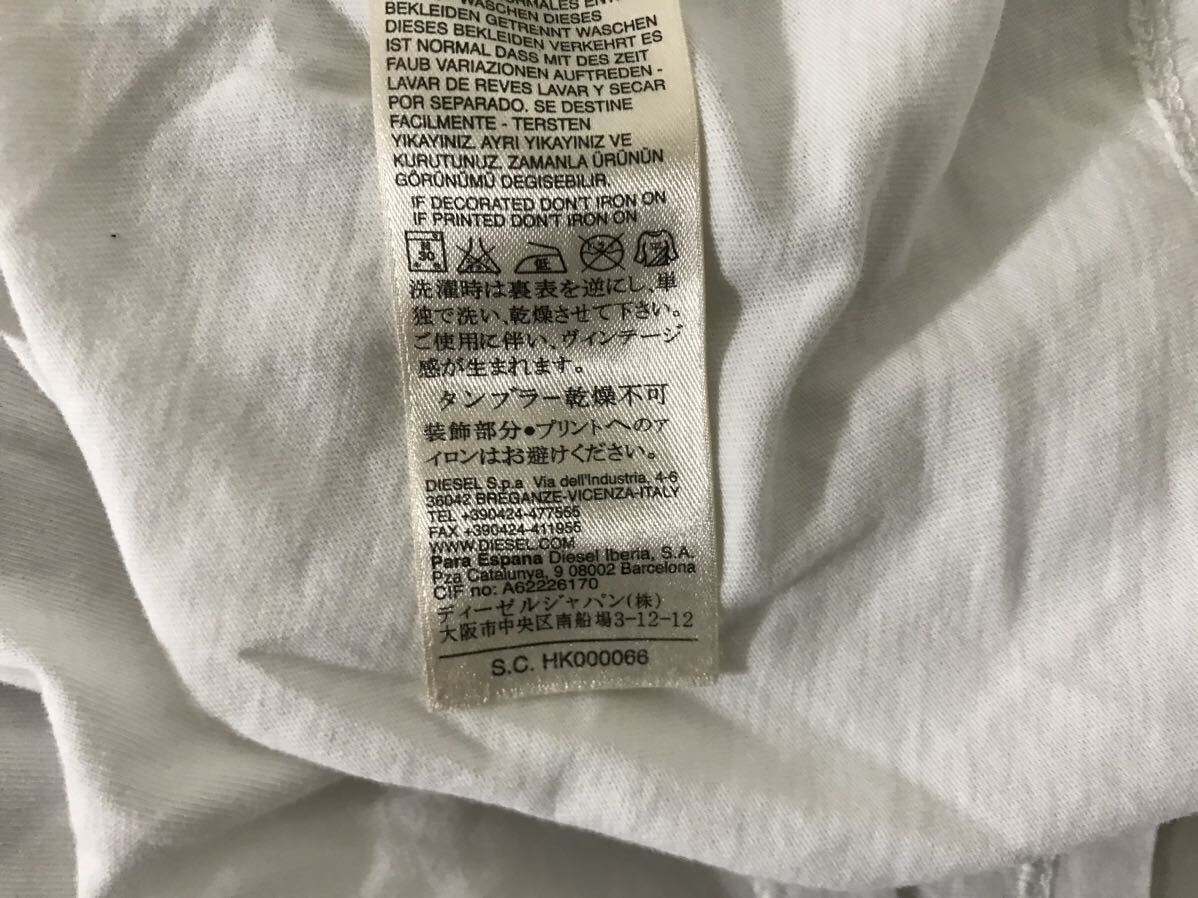 WASCHEN DIESES
BEKLEIDEN GETRENNT WASCHEN
DIESES BEKLEIDEN VERKEHRT ES
IST NORMAL DASS MIT DES ZEIT
FAUB VARIAZIONEN AUFTREDEN -
LAVAR DE REVES LAVAR Y SECAR
POR SEPARADO. SE DESTINE
FACILMENTE - TERSTEN
YIKAYINIZ. AYRI YIKAYINIZ VE
KURUTUNUZ. ZAMANLA ÜRÜNÜN
GÖRÜNÜMÜ DEGISEBILIR.
IF DECORATED DON'T IRON ON
IF PRINTED DON'T IRON ON
30 低
洗濯時は裏表を逆にし、単
独で洗い、乾燥させて下さい。
ご使用に伴い、ヴィンテージ
感が生まれます。
タンブラー乾燥不可
装飾部分●プリントへのア
イロンはお避けください。
DIESEL S.p.a Via dell'Industria, 4-6
36042 BREGANZE-VICENZA-ITALY
TEL +390424-477555
FAX +390424-411955
WWW.DIESEL.COM
Para Espana Diesel Iberia, S.A.
Pza Catalunya, 9 08002 Barcelona
CIF no: A62226170
ディーゼルジャパン(株)
大阪市中央区南船場3-12-12
S.C. HK000066